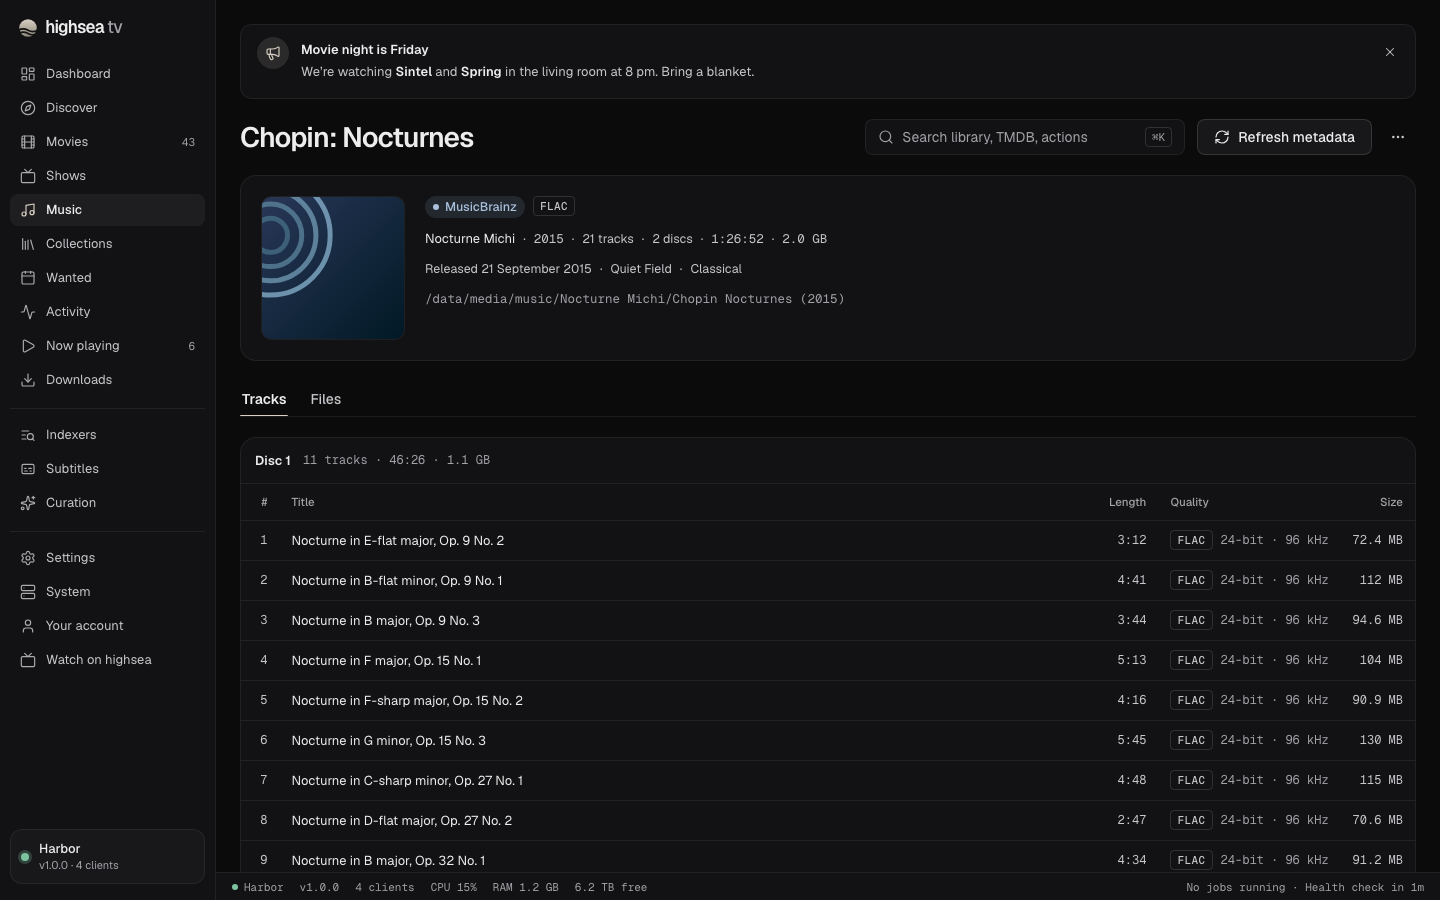 highsea tv
Dashboard
Discover
Movies 43
Shows
Music
Collections
Wanted
Activity
Now playing 6
Downloads
Indexers
Subtitles
Curation
Settings
System
Your account
Watch on highsea
Harbor
v1.0.0 · 4 clients
Movie night is Friday
We're watching Sintel and Spring in the living room at 8 pm. Bring a blanket.
Chopin: Nocturnes
Search library, TMDB, actions ⌘K
Refresh metadata
MusicBrainz FLAC
Nocturne Michi · 2015 · 21 tracks · 2 discs · 1:26:52 · 2.0 GB
Released 21 September 2015 · Quiet Field · Classical
/data/media/music/Nocturne Michi/Chopin Nocturnes (2015)
Tracks Files
Disc 1 11 tracks · 46:26 · 1.1 GB
# Title Length Quality Size
1 Nocturne in E-flat major, Op. 9 No. 2 3:12 FLAC 24-bit · 96 kHz 72.4 MB
2 Nocturne in B-flat minor, Op. 9 No. 1 4:41 FLAC 24-bit · 96 kHz 112 MB
3 Nocturne in B major, Op. 9 No. 3 3:44 FLAC 24-bit · 96 kHz 94.6 MB
4 Nocturne in F major, Op. 15 No. 1 5:13 FLAC 24-bit · 96 kHz 104 MB
5 Nocturne in F-sharp major, Op. 15 No. 2 4:16 FLAC 24-bit · 96 kHz 90.9 MB
6 Nocturne in G minor, Op. 15 No. 3 5:45 FLAC 24-bit · 96 kHz 130 MB
7 Nocturne in C-sharp minor, Op. 27 No. 1 4:48 FLAC 24-bit · 96 kHz 115 MB
8 Nocturne in D-flat major, Op. 27 No. 2 2:47 FLAC 24-bit · 96 kHz 70.6 MB
9 Nocturne in B major, Op. 32 No. 1 4:34 FLAC 24-bit · 96 kHz 91.2 MB
Harbor v1.0.0 4 clients CPU 15% RAM 1.2 GB 6.2 TB free No jobs running · Health check in 1m